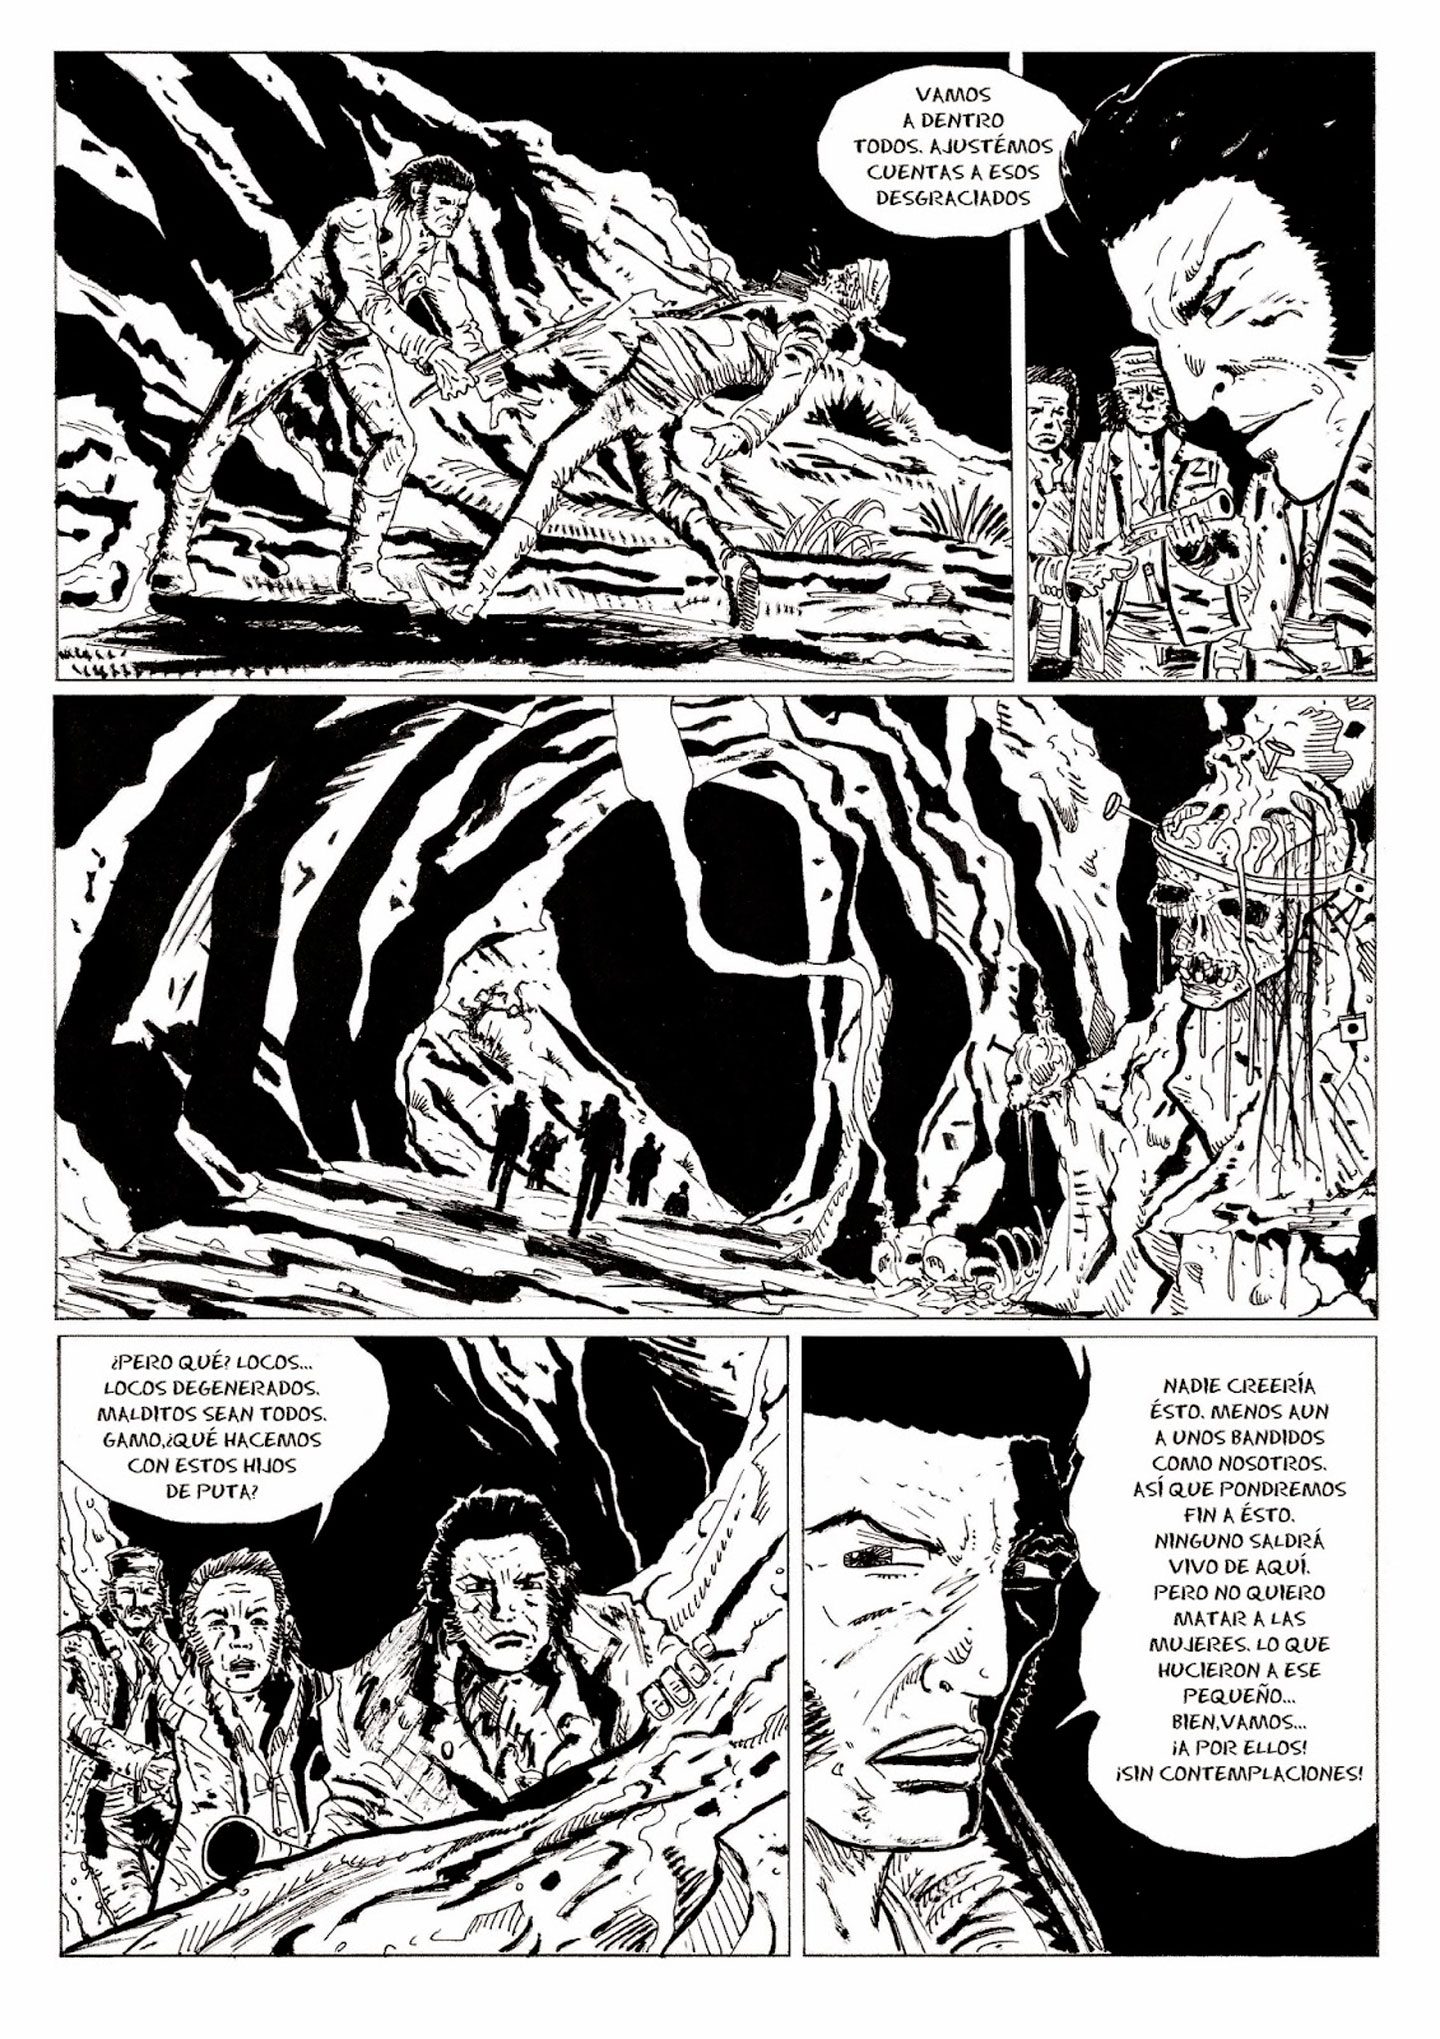 VAMOS
A DENTRO
TODOS. AJUSTÉMOS
CUENTAS A ESOS
DESGRACIADOS
¿PERO QUÉ? LOCOS...
LOCOS DEGENERADOS.
MALDITOS SEAN TODOS.
GAMO,¿QUÉ HACEMOS
CON ESTOS HIJOS
DE PUTA?
NADIE CREERÍA
ÉSTO. MENOS AUN
A UNOS BANDIDOS
COMO NOSOTROS.
ASÍ QUE PONDREMOS
FIN A ÉSTO.
NINGUNO SALDRÁ
VIVO DE AQUÍ.
PERO NO QUIERO
MATAR A LAS
MUJERES. LO QUE
HUCIERON A ESE
PEQUEÑO...
BIEN,VAMOS...
¡A POR ELLOS!
¡SIN CONTEMPLACIONES!